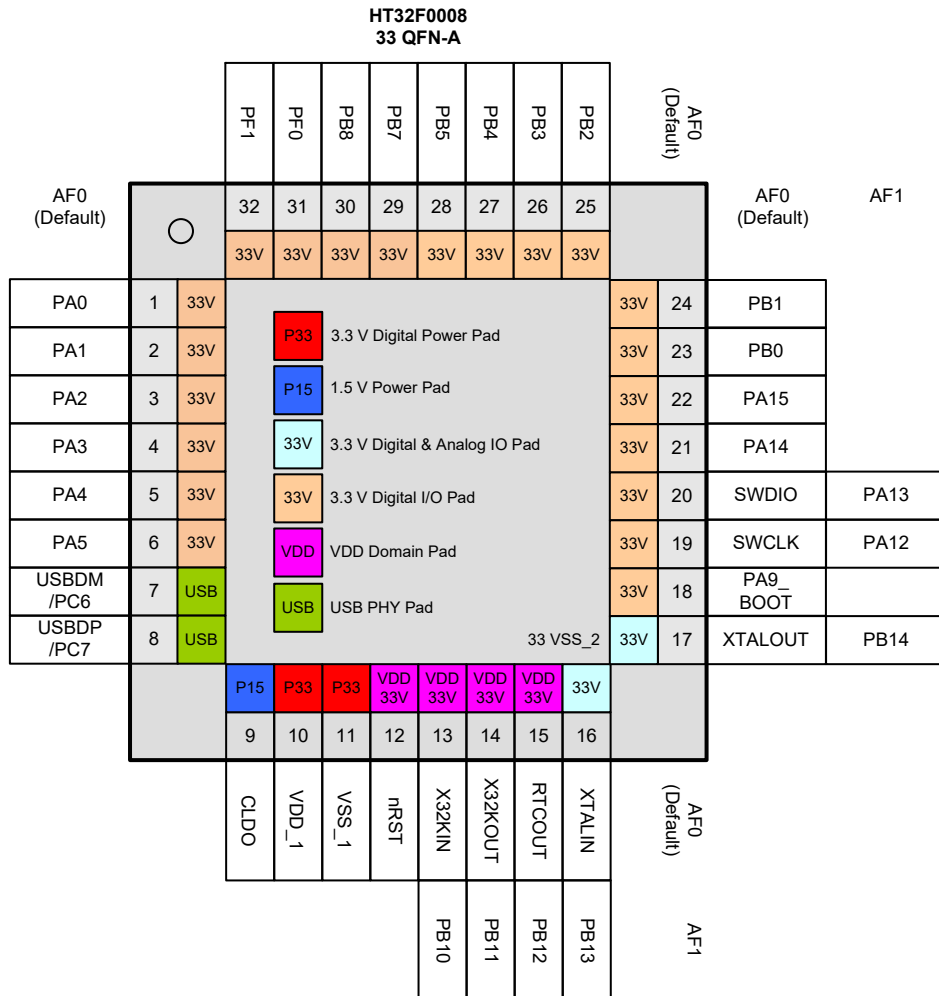 HT32F0008
33 QFN-A
PF1
PF0
PB8
PB7
PB5
PB4
PB3
PB2
AF0
(Default)
AF0
(Default)
32
31
30
29
28
27
26
25
AF0
(Default)
AF1
33V
33V
33V
33V
33V
33V
33V
33V
PA0
1
33V
33V
24
PB1
PA1
2
33V
P33
3.3 V Digital Power Pad
33V
23
PB0
PA2
3
33V
P15
1.5 V Power Pad
33V
22
PA15
PA3
4
33V
33V
3.3 V Digital & Analog IO Pad
33V
21
PA14
PA4
5
33V
33V
3.3 V Digital I/O Pad
33V
20
SWDIO
PA13
PA5
6
33V
VDD
VDD Domain Pad
33V
19
SWCLK
PA12
USBDM
/PC6
7
USB
USB
USB PHY Pad
33V
18
PA9_
BOOT
USBDP
/PC7
8
USB
33 VSS_2
33V
17
XTALOUT
PB14
P15
P33
P33
VDD
33V
VDD
33V
VDD
33V
VDD
33V
33V
9
10
11
12
13
14
15
16
CLDO
VDD_1
VSS_1
nRST
X32KIN
X32KOUT
RTCOUT
XTALIN
AF0
(Default)
PB10
PB11
PB12
PB13
AF1